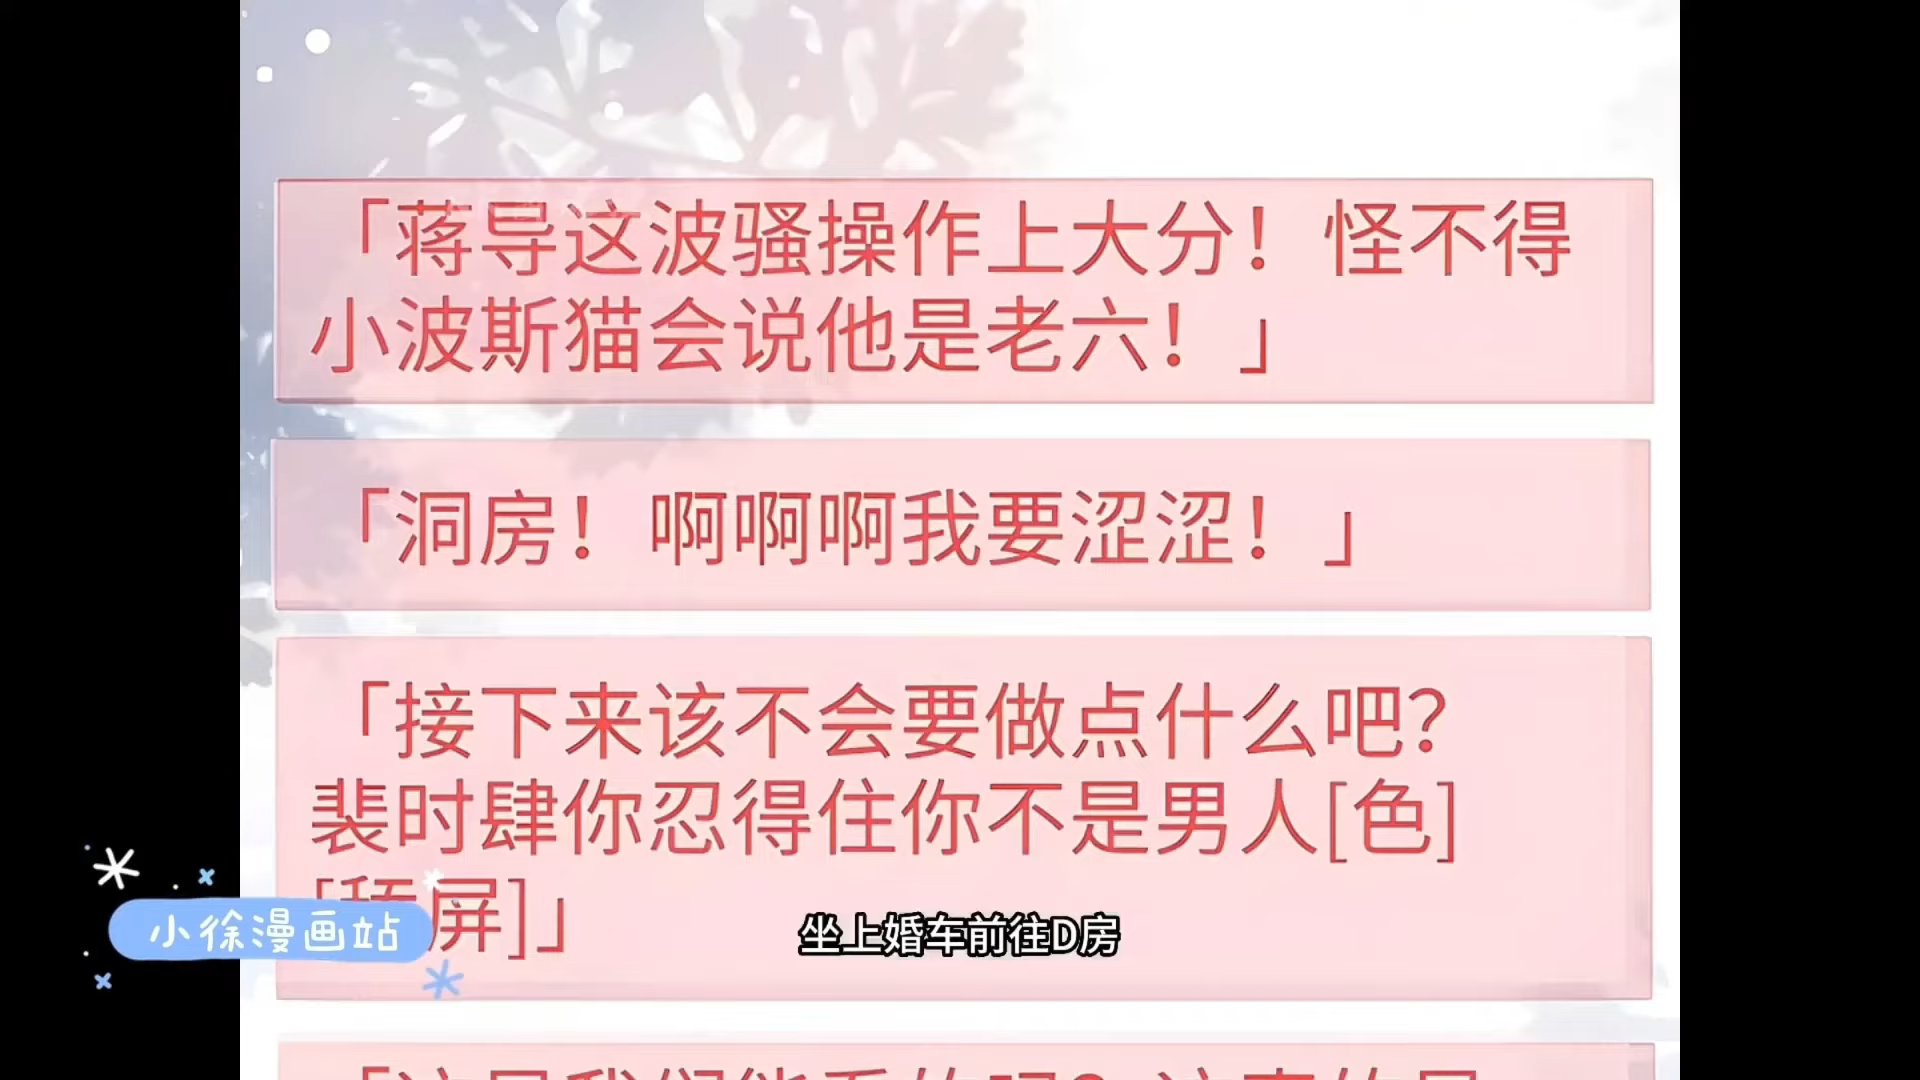 「蒋导这波骚操作上大分！怪不得
小波斯猫会说他是老六！」
「洞房！啊啊啊我要涩涩！」
「接下来该不会要做点什么吧？
裴时肆你忍得住你不是男人[色]
屏]」
小徐漫画站
坐上婚车前往D房